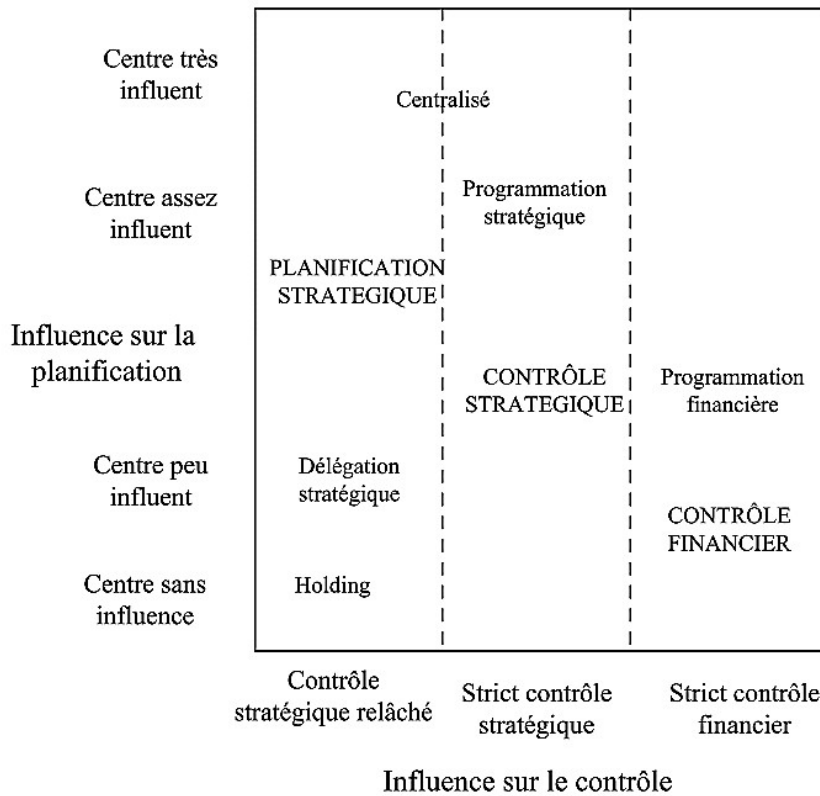 Centre très
influent
Centralisé
Centre assez
influent
Programmation
stratégique
PLANIFICATION
STRATEGIQUE
Influence sur la
planification
CONTRÔLE
STRATEGIQUE
Programmation
financière
Centre peu
influent
Délégation
stratégique
CONTRÔLE
FINANCIER
Centre sans
influence
Holding
Contrôle
stratégique relâché
Strict contrôle
stratégique
Strict contrôle
financier
Influence sur le contrôle